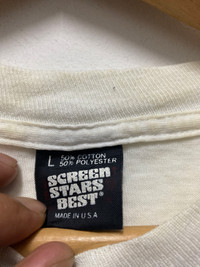 L 50% COTTON
50% POLYESTER
SCREEN
STARS
BEST®
MADE IN U.S.A